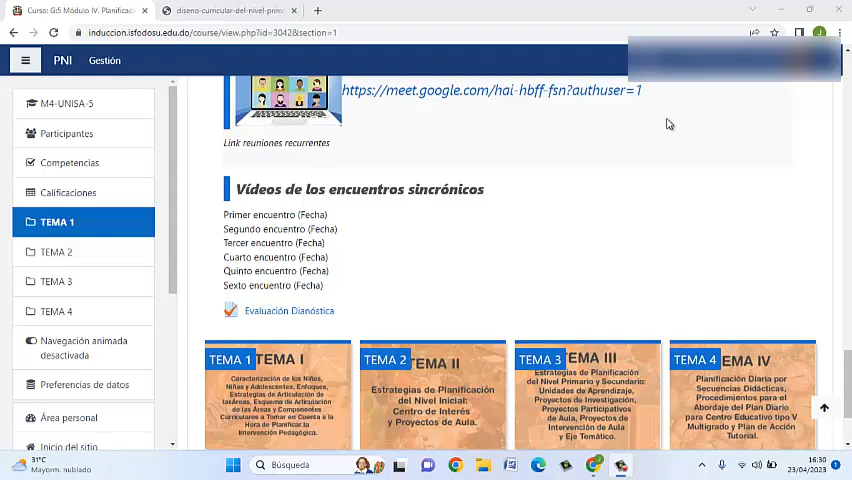 Curso: G:5 Módulo IV. Planificaci
diseno-curricular-del-nivel-prim
induccion.isfodosu.edu.do/course/view.php?id=3042&section=1
PNI
Gestión
M4-UNISA-5
Participantes
Competencias
Calificaciones
TEMA 1
TEMA 2
TEMA 3
TEMA 4
Navegación animada
desactivada
Preferencias de datos
Área personal
Inicio del sitio
https://meet.google.com/hai-hbff-fsn?authuser=1
Link reuniones recurrentes
Vídeos de los encuentros sincrónicos
Primer encuentro (Fecha)
Segundo encuentro (Fecha)
Tercer encuentro (Fecha)
Cuarto encuentro (Fecha)
Quinto encuentro (Fecha)
Sexto encuentro (Fecha)
Evaluación Dianóstica
TEMA 1
TEMA I
Caracterización de los Niños,
Niñas y Adolescentes, Enfoques,
Estrategias de Articulación de
lasÁreas, Esquema de Articulación
de las Áreas y Componentes
Curriculares a Tomar en Cuenta a la
Hora de Planificar la
Intervención Pedagógica.
TEMA 2
TEMA II
Estrategias de Planificación
del Nivel Inicial:
Centro de Interés
y Proyectos de Aula.
TEMA 3
TEMA III
Estrategias de Planificación
del Nivel Primario y Secundario:
Unidades de Aprendizaje,
Proyectos de Investigación,
Proyectos Participativos
de Aula, Proyectos de
Intervención de Aula
y Eje Temático.
TEMA 4
EMA IV
Planificación Diaria por
Secuencias Didácticas,
Procedimientos para el
Abordaje del Plan Diario
para Centro Educativo tipo V
Multigrado y Plan de Acción
Tutorial.
31°C
Mayorm. nublado
Búsqueda
16:30
23/04/2023